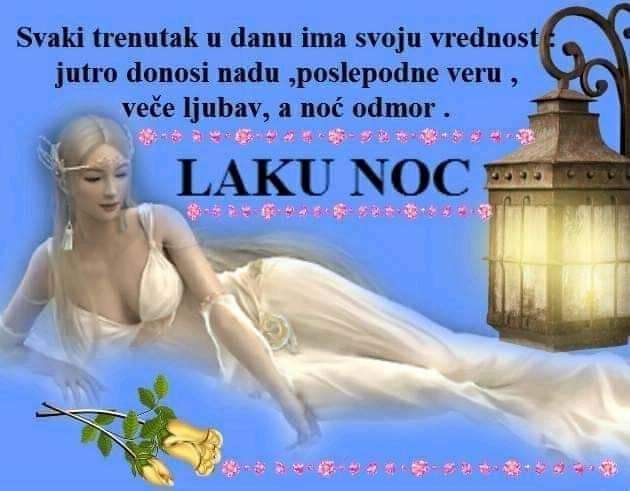 Svaki trenutak u danu ima svoju vrednost :
jutro donosi nadu ,poslepodne veru ,
veče ljubav, a noć odmor .
LAKU NOC